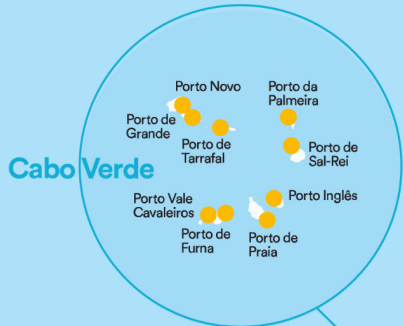 Porto Novo
Porto de
Grande
Porto de
Tarrafal
Porto da
Palmeira
Porto de
Sal-Rei
Cabo Verde
Porto Vale
Cavaleiros
Porto de
Furna
Porto Inglês
Porto de
Praia